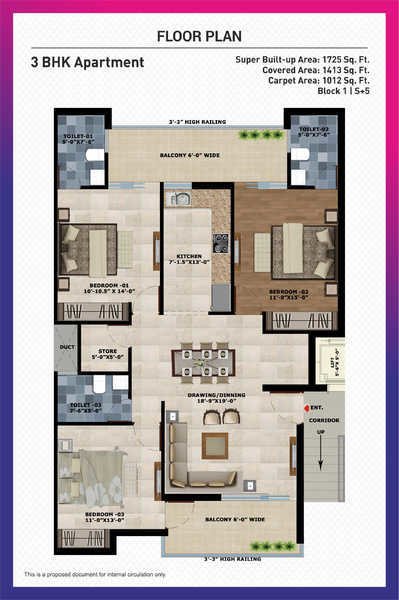 FLOOR PLAN
3 BHK Apartment
Super Built-up Area: 1725 Sq. Ft.
Covered Area: 1413 Sq. Ft.
Carpet Area: 1012 Sq. Ft.
Block 1 | S+5
3'-3" HIGH RAILING
TOILET-01
5'-0"X7'-6"
TOILET-02
5'-0"X7'-6"
BALCONY 6'-0" WIDE
KITCHEN
7'-1.5"X13'-0"
BEDROOM -01
10'-10.5" X 14'-0"
BEDROOM -02
11'-0"X15'-0"
DUCT
STORE
5'-0"X5'-0"
LIFT
TOILET -03
7'-6"X5'-0"
DRAWING/DINNING
18'-9"X19'-0"
ENT.
CORRIDOR
UP
BEDROOM -03
11'-0"X13'-0"
BALCONY 6'-0" WIDE
3'-3" HIGH RAILING
This is a proposed document for internal circulation only.